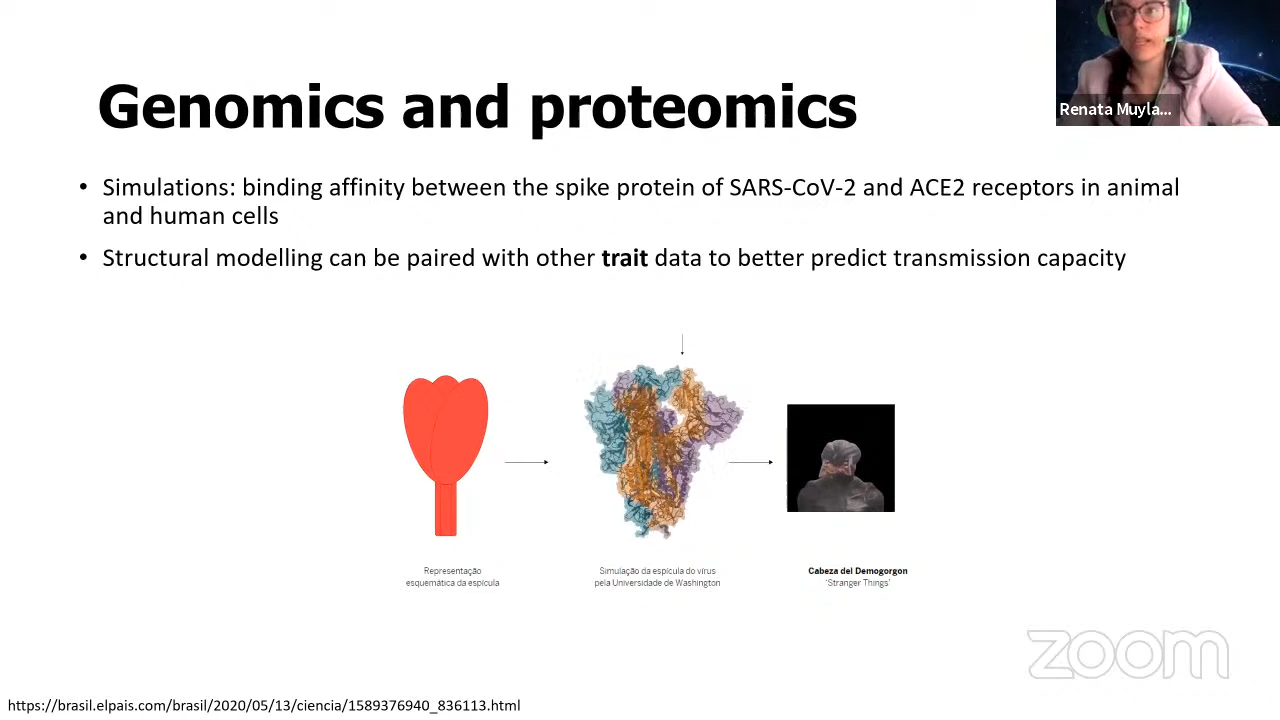 Genomics and proteomics
Renata Muyla...
• Simulations: binding affinity between the spike protein of SARS-CoV-2 and ACE2 receptors in animal
and human cells
• Structural modelling can be paired with other trait data to better predict transmission capacity
Representação
esquemática da espícula
Simulação da espícula do vírus
pela Universidade de Washington
Cabeza del Demogorgon
'Stranger Things'
zoom
https://brasil.elpais.com/brasil/2020/05/13/ciencia/1589376940_836113.html